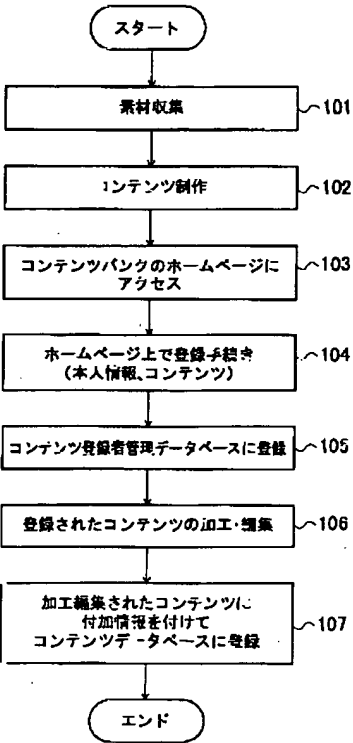 スタート
素材収集
101
コンテンツ制作
102
コンテンツバンクのホームページに
アクセス
103
ホームページ上で登録手続き
(本人情報、コンテンツ)
104
コンテンツ登録者管理データベースに登録
105
登録されたコンテンツの加工・編集
106
加工編集されたコンテンツに
付加情報を付けて
コンテンツデータベースに登録
107
エンド